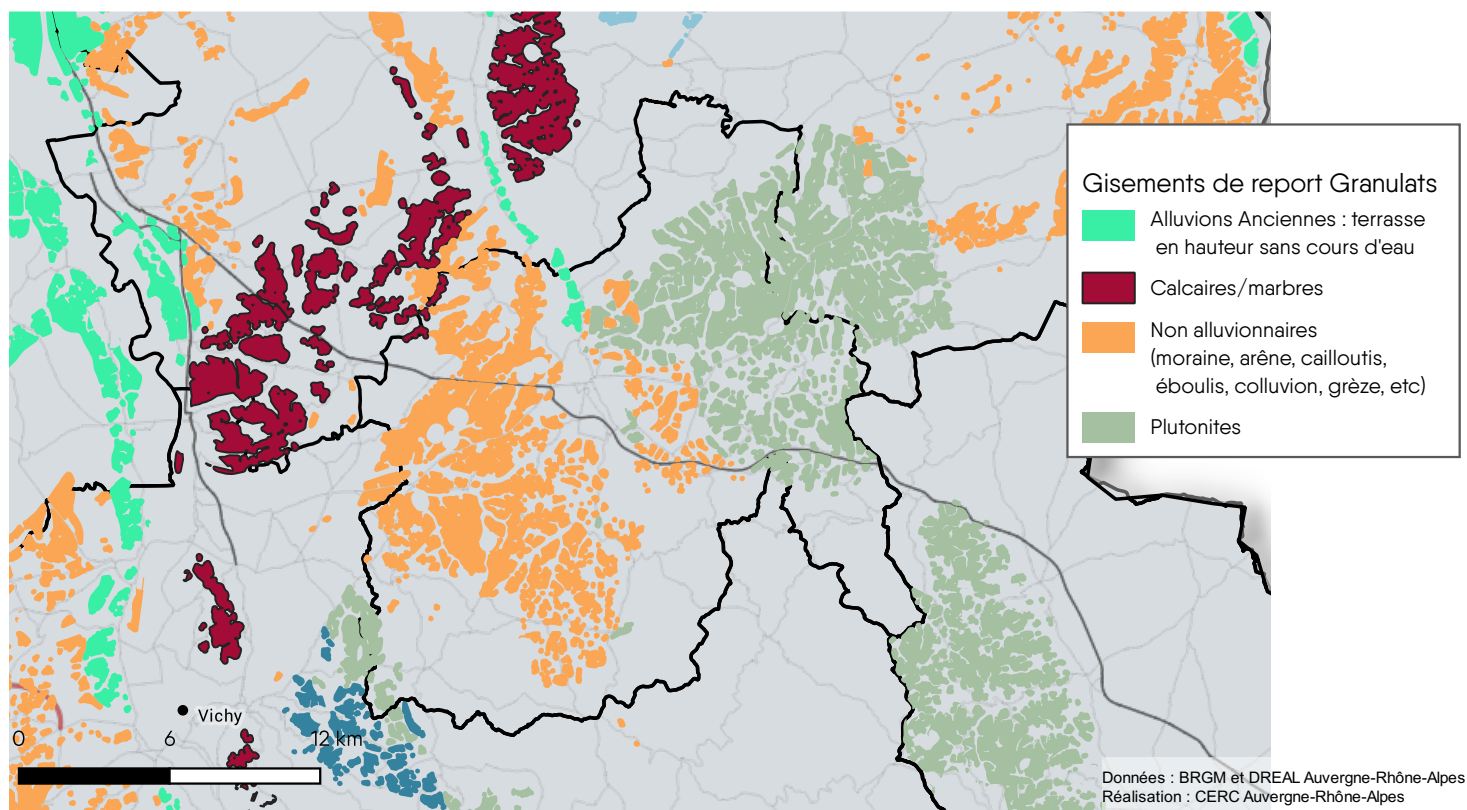 Gisements de report Granulats
Alluvions Anciennes : terrasse
en hauteur sans cours d'eau
Calcaires/marbres
Non alluvionnaires
(moraine, arêne, cailloutis,
éboulis, colluvion, grèze, etc)
Plutonites
Vichy
0 6 12 km
Données : BRGM et DREAL Auvergne-Rhône-Alpes
Réalisation : CERC Auvergne-Rhône-Alpes